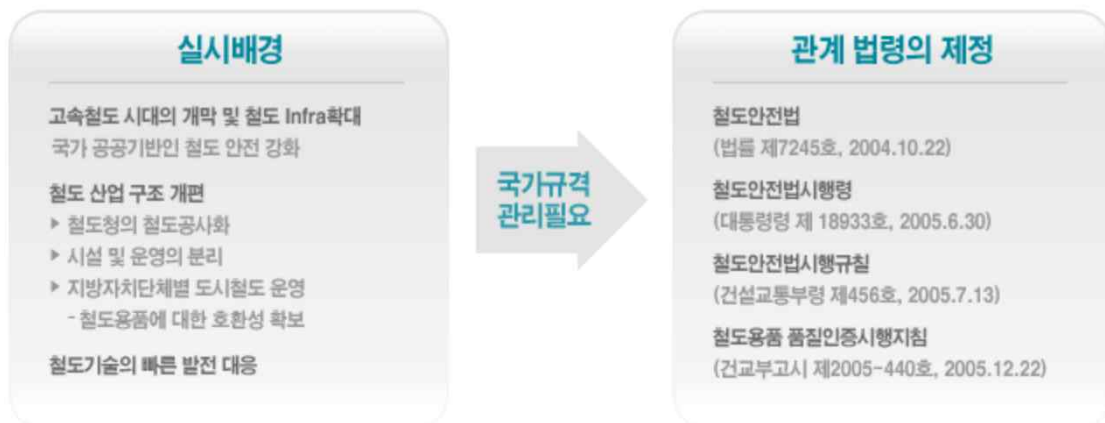 실시배경
고속철도 시대의 개막 및 철도 Infra확대
국가 공공기반인 철도 안전 강화
철도 산업 구조 개편
▶ 철도청의 철도공사화
▶ 시설 및 운영의 분리
▶ 지방자치단체별 도시철도 운영
- 철도용품에 대한 호환성 확보
철도기술의 빠른 발전 대응
국가규격
관리필요
관계 법령의 제정
철도안전법
(법률 제7245호, 2004.10.22)
철도안전법시행령
(대통령령 제 18933호, 2005.6.30)
철도안전법시행규칙
(건설교통부령 제456호, 2005.7.13)
철도용품 품질인증시행지침
(건교부고시 제2005-440호, 2005.12.22)